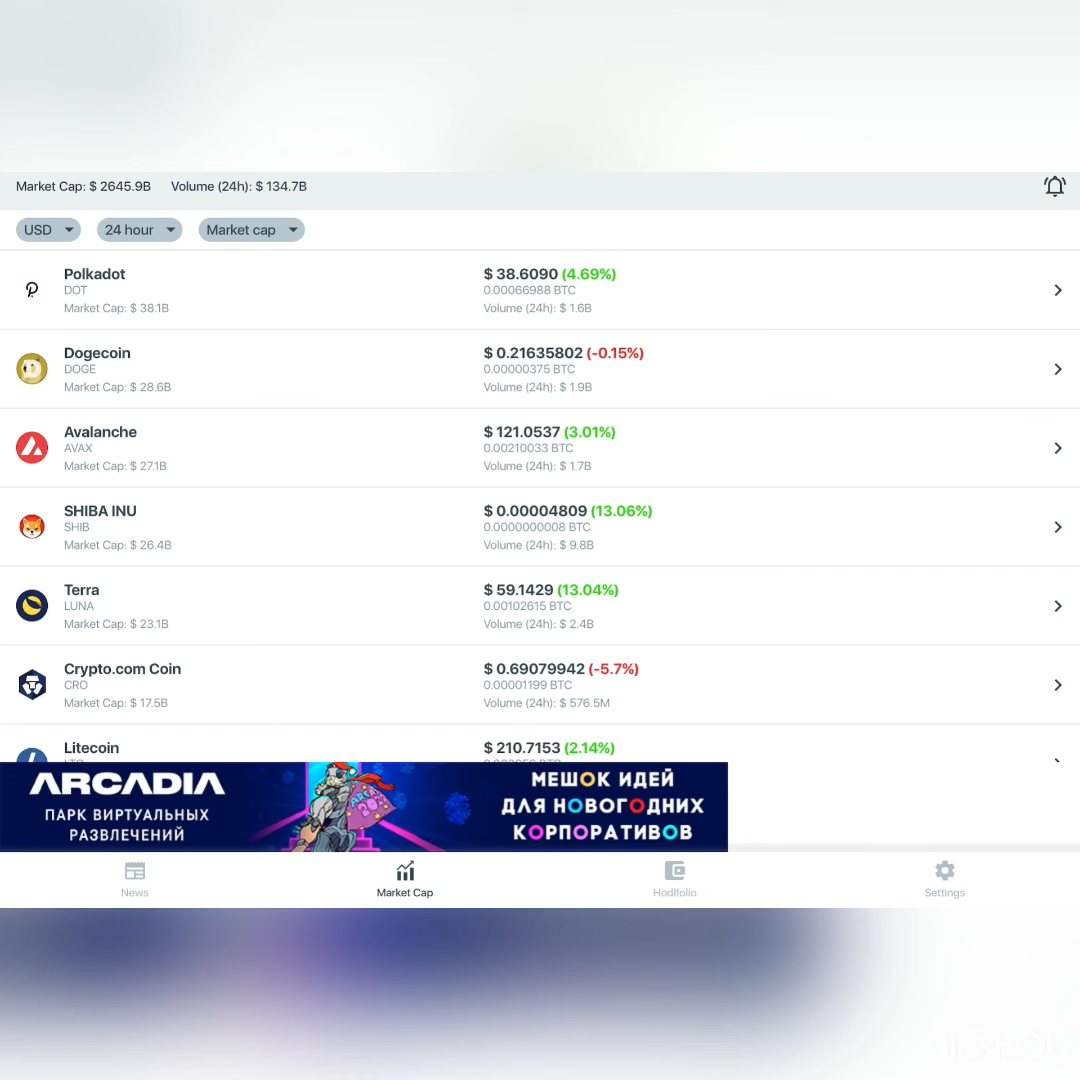 Market Cap: $ 2645.9B Volume (24h): $ 134.7B
USD 24 hour Market cap
Polkadot $ 38.6090 (4.69%)
DOT 0.00066988 BTC
Market Cap: $ 38.1B Volume (24h): $ 1.6B
Dogecoin $ 0.21635802 (-0.15%)
DOGE 0.00000375 BTC
Market Cap: $ 28.6B Volume (24h): $ 1.9B
Avalanche $ 121.0537 (3.01%)
AVAX 0.00210033 BTC
Market Cap: $ 27.1B Volume (24h): $ 1.7B
SHIBA INU $ 0.00004809 (13.06%)
SHIB 0.0000000008 BTC
Market Cap: $ 26.4B Volume (24h): $ 9.8B
Terra $ 59.1429 (13.04%)
LUNA 0.00102615 BTC
Market Cap: $ 23.1B Volume (24h): $ 2.4B
Crypto.com Coin $ 0.69079942 (-5.7%)
CRO 0.00001199 BTC
Market Cap: $ 17.5B Volume (24h): $ 576.5M
Litecoin $ 210.7153 (2.14%)
ARCADIA
ПАРК ВИРТУАЛЬНЫХ
РАЗВЛЕЧЕНИЙ
МЕШОК ИДЕЙ
ДЛЯ НОВОГОДНИХ
КОРПОРАТИВОВ
News Market Cap Hodlfolio Settings